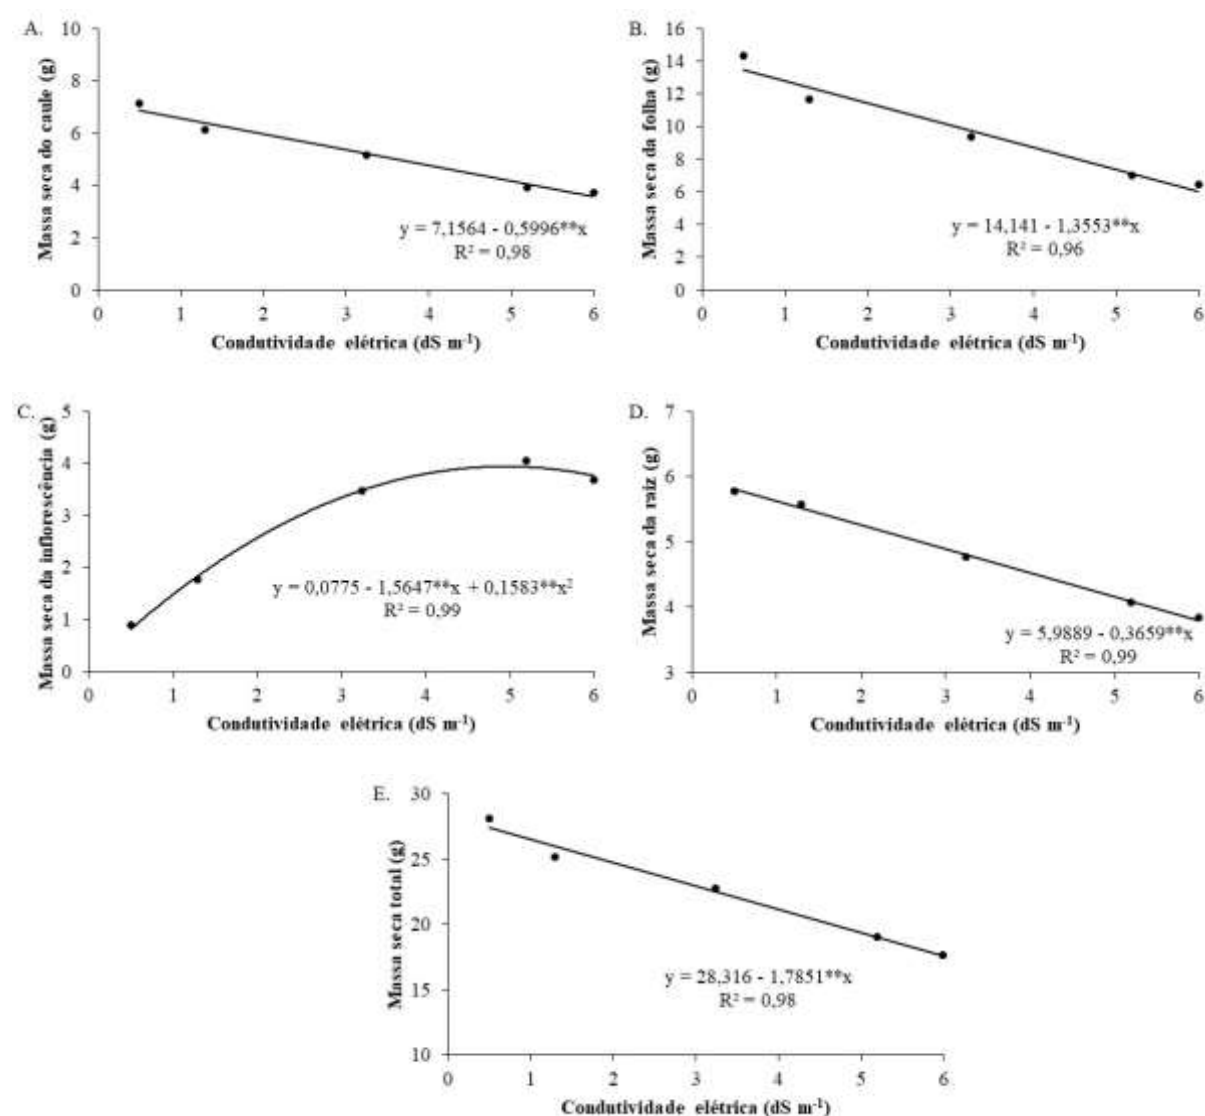 A.
Massa seca do caule (g)
10
8
6
4
2
0
y = 7,1564 - 0,5996**x
R² = 0,98
0 1 2 3 4 5 6
Condutividade elétrica (dS m⁻¹)
B.
Massa seca da folha (g)
16
14
12
10
8
6
4
2
0
y = 14,141 - 1,3553**x
R² = 0,96
0 1 2 3 4 5 6
Condutividade elétrica (dS m⁻¹)
C.
Massa seca da inflorescência (g)
5
4
3
2
1
0
y = 0,0775 - 1,5647**x + 0,1583**x²
R² = 0,99
0 1 2 3 4 5 6
Condutividade elétrica (dS m⁻¹)
D.
Massa seca da raiz (g)
7
6
5
4
3
y = 5,9889 - 0,3659**x
R² = 0,99
0 1 2 3 4 5 6
Condutividade elétrica (dS m⁻¹)
E.
Massa seca total (g)
30
25
20
15
10
y = 28,316 - 1,7851**x
R² = 0,98
0 1 2 3 4 5 6
Condutividade elétrica (dS m⁻¹)